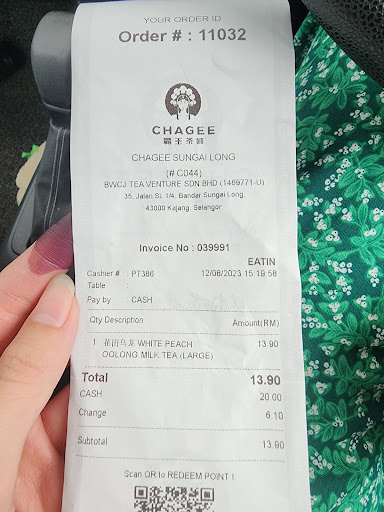 YOUR ORDER ID
Order # : 11032
CHAGEE
霸王茶姬
CHAGEE SUNGAI LONG
(# C044)
BWCJ TEA VENTURE SDN BHD (1469771-U)
35, Jalan SL 1/4, Bandar Sungai Long,
43000 Kajang, Selangor
Invoice No : 039991
EATIN
Cashier # : PT386 12/08/2023 15:19:58
Table :
Pay by : CASH
Qty Description Amount(RM)
1 花田乌龙 WHITE PEACH 13.90
OOLONG MILK TEA (LARGE)
Total 13.90
CASH 20.00
Change 6.10
Subtotal 13.90
Scan QR to REDEEM POINT !